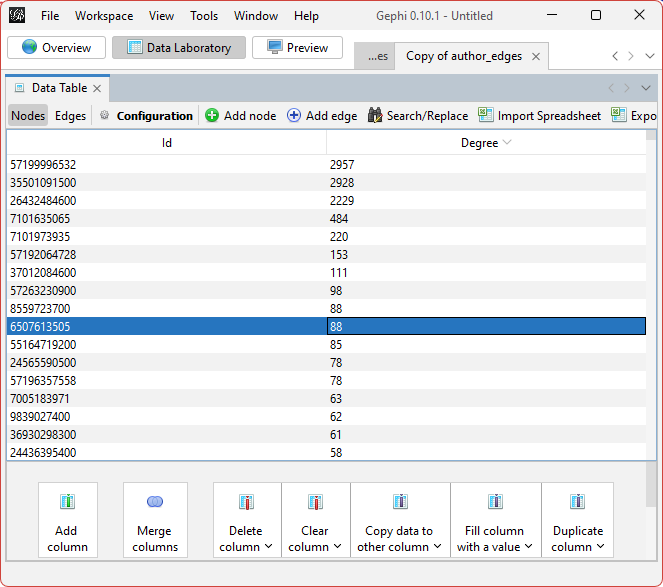 File Workspace View Tools Window Help Gephi 0.10.1 - Untitled
Overview Data Laboratory Preview ...es Copy of author_edges
Data Table
Nodes Edges Configuration Add node Add edge Search/Replace Import Spreadsheet Expo
Id Degree
57199996532 2957
35501091500 2928
26432484600 2229
7101635065 484
7101973935 220
57192064728 153
37012084600 111
57263230900 98
8559723700 88
6507613505 88
55164719200 85
24565590500 78
57196357558 78
7005183971 63
9839027400 62
36930298300 61
24436395400 58
Add Merge Delete Clear Copy data to Fill column Duplicate
column columns column column other column with a value column